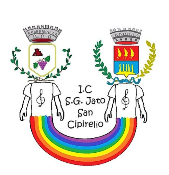 I.C
S.G. Jato
San
Cipirello